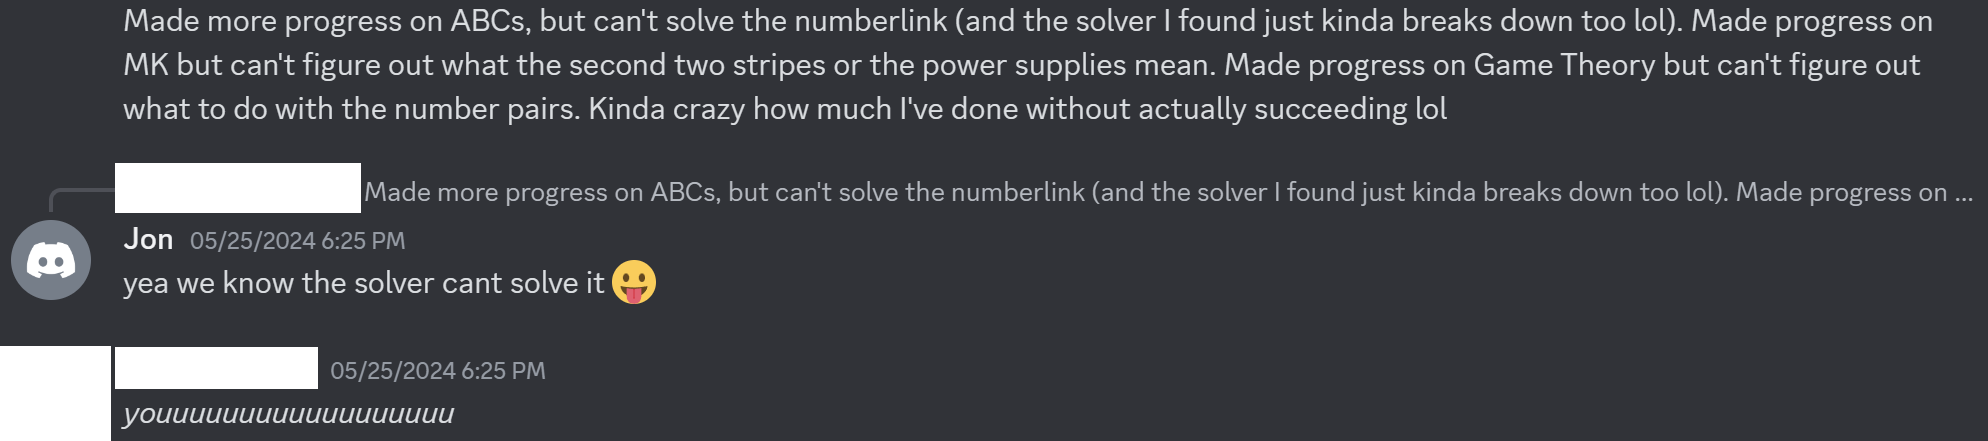 Made more progress on ABCs, but can't solve the numberlink (and the solver I found just kinda breaks down too lol). Made progress on
MK but can't figure out what the second two stripes or the power supplies mean. Made progress on Game Theory but can't figure out
what to do with the number pairs. Kinda crazy how much I've done without actually succeeding lol
Made more progress on ABCs, but can't solve the numberlink (and the solver I found just kinda breaks down too lol). Made progress on ...
Jon 05/25/2024 6:25 PM
yea we know the solver cant solve it 😛
05/25/2024 6:25 PM
youuuuuuuuuuuuuuuuuu